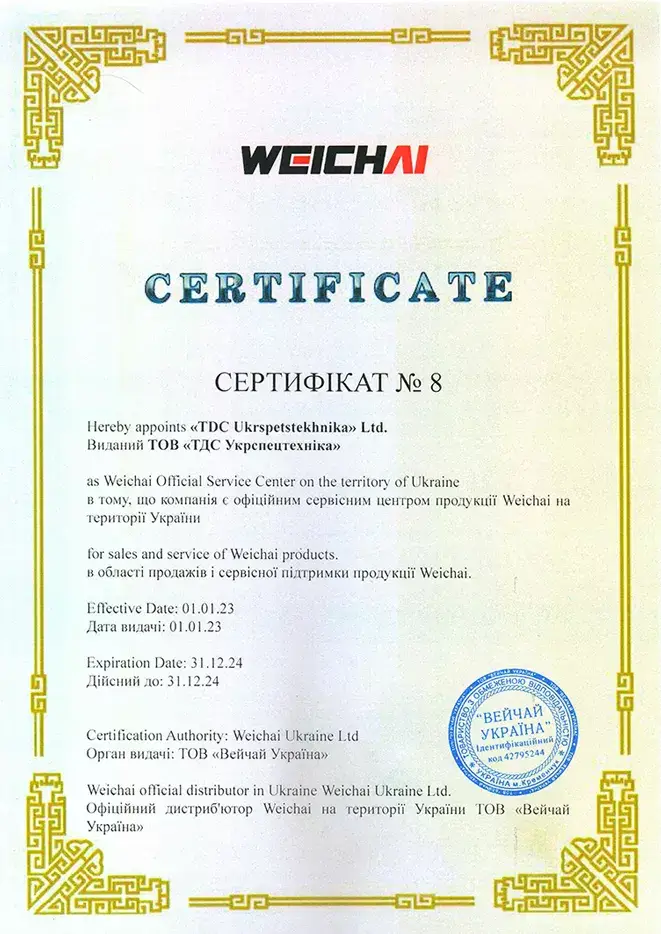 WEICHAI
CERTIFICATE
СЕРТИФІКАТ № 8
Hereby appoints «TDC Ukrspetstekhnika» Ltd.
Виданий ТОВ «ТДС Укрспецтехніка»
as Weichai Official Service Center on the territory of Ukraine
в тому, що компанія є офіційним сервісним центром продукції Weichai на
території України
for sales and service of Weichai products.
в області продажів і сервісної підтримки продукції Weichai.
Effective Date: 01.01.23
Дата видачі: 01.01.23
Expiration Date: 31.12.24
Дійсний до: 31.12.24
Certification Authority: Weichai Ukraine Ltd
Орган видачі: ТОВ «Вейчай Україна»
Weichai official distributor in Ukraine Weichai Ukraine Ltd.
Офіційний дистриб'ютор Weichai на території України ТОВ «Вейчай
Україна»
ТОВАРИСТВО З ОБМЕЖЕНОЮ ВІДПОВІДАЛЬНІСТЮ
"ВЕЙЧАЙ
УКРАЇНА"
Ідентифікаційний
код 42795244
УКРАЇНА м.Кременчук